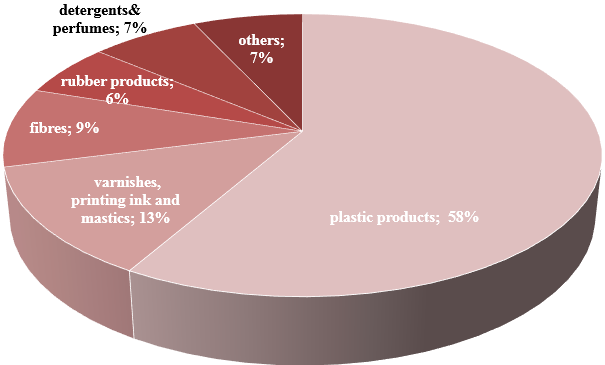 detergents&
perfumes; 7%
others;
7%
rubber products;
6%
fibres; 9%
varnishes,
printing ink and
mastics; 13%
plastic products;  58%